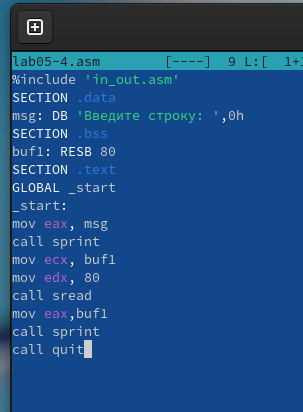 lab05-4.asm [----] 9 L:[ 1+
%include 'in_out.asm'
SECTION .data
msg: DB 'Введите строку: ',0h
SECTION .bss
buf1: RESB 80
SECTION .text
GLOBAL _start
_start:
mov eax, msg
call sprint
mov ecx, buf1
mov edx, 80
call sread
mov eax,buf1
call sprint
call quit